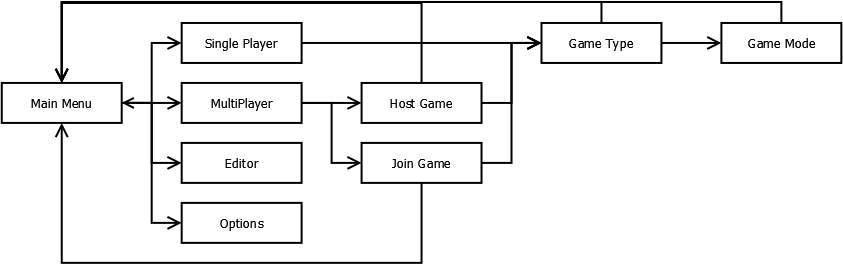 Single Player
Game Type
Game Mode
Main Menu
MultiPlayer
Host Game
Editor
Join Game
Options